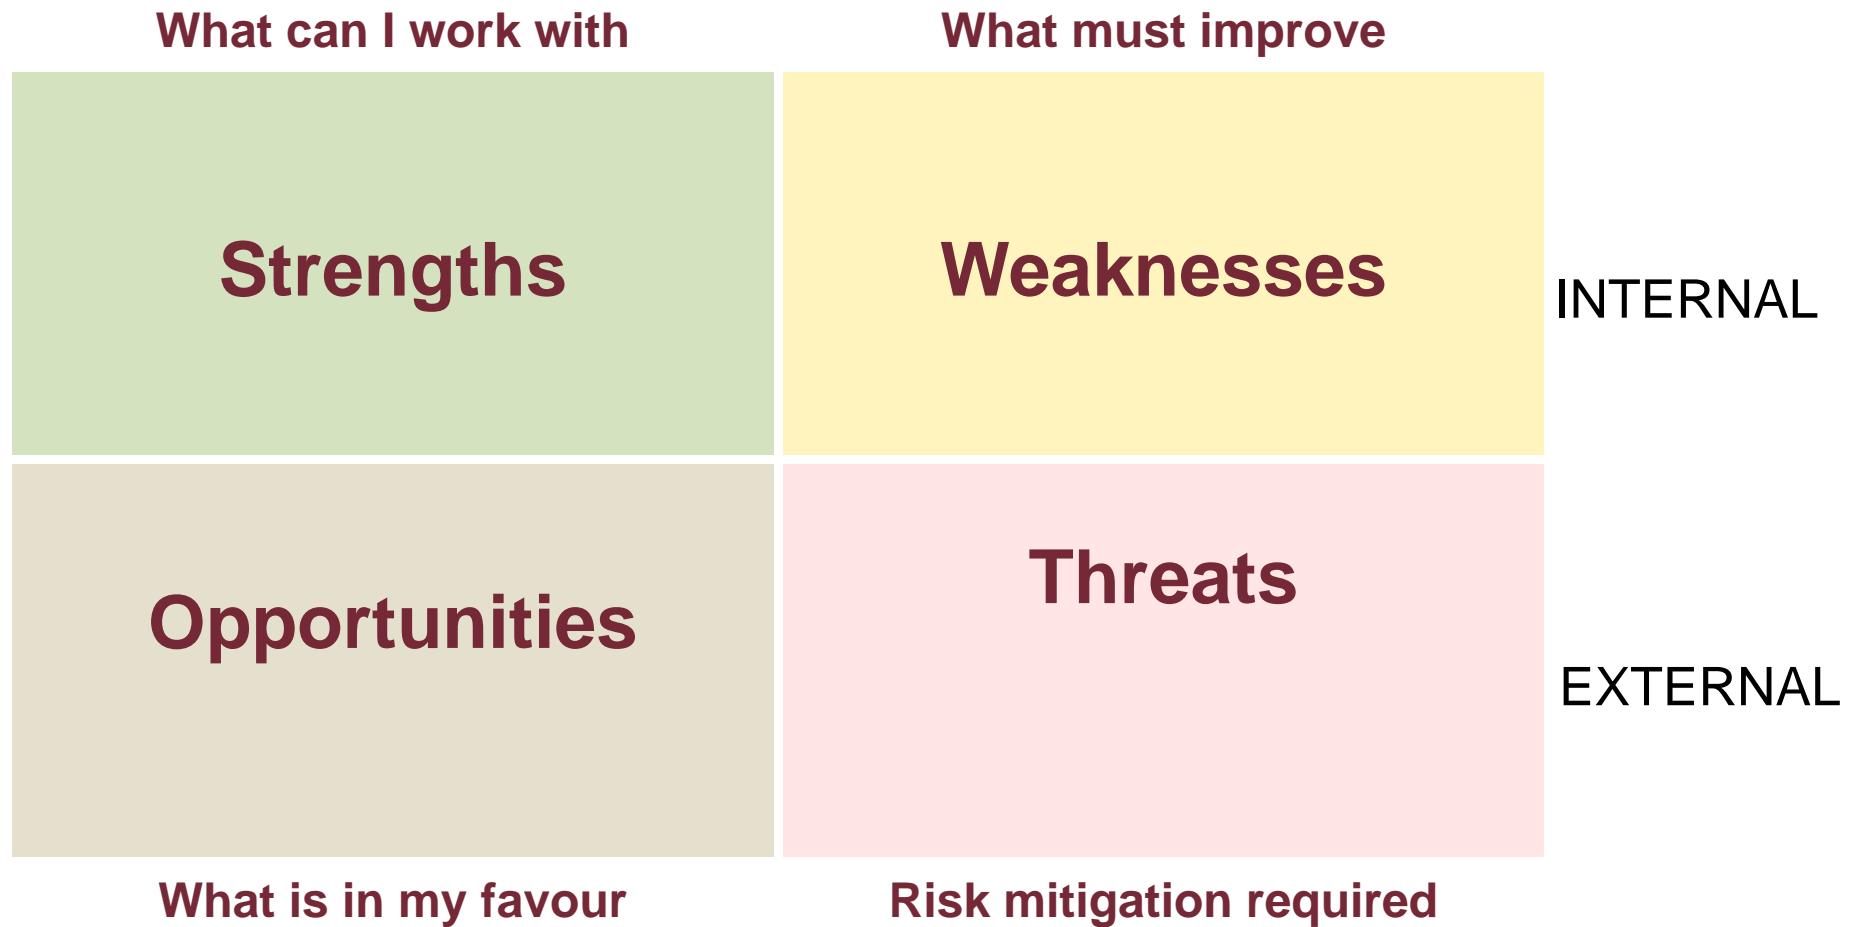 What can I work with
What must improve
Strengths
Weaknesses
INTERNAL
Opportunities
Threats
EXTERNAL
What is in my favour
Risk mitigation required